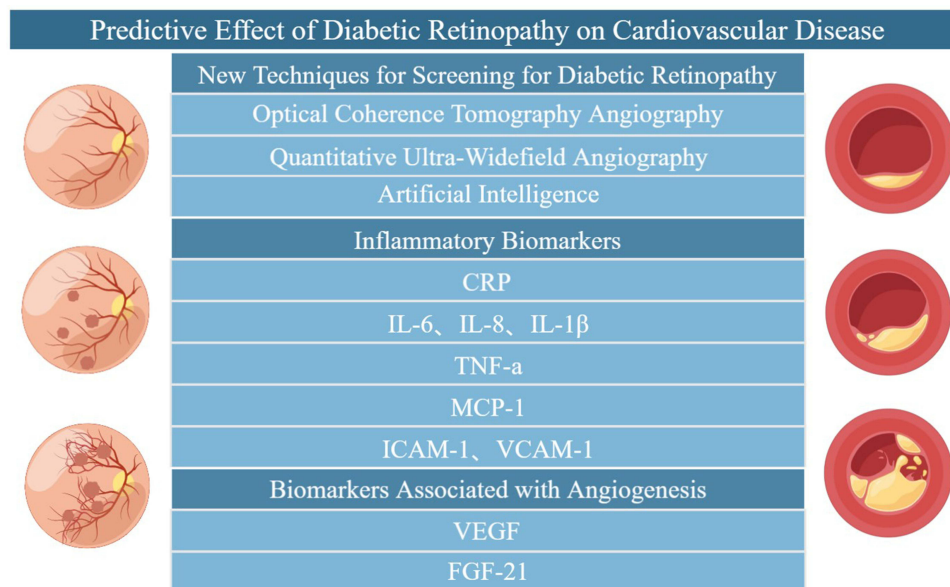 Predictive Effect of Diabetic Retinopathy on Cardiovascular Disease
New Techniques for Screening for Diabetic Retinopathy
Optical Coherence Tomography Angiography
Quantitative Ultra-Widefield Angiography
Artificial Intelligence
Inflammatory Biomarkers
CRP
IL-6、IL-8、IL-1β
TNF-a
MCP-1
ICAM-1、VCAM-1
Biomarkers Associated with Angiogenesis
VEGF
FGF-21